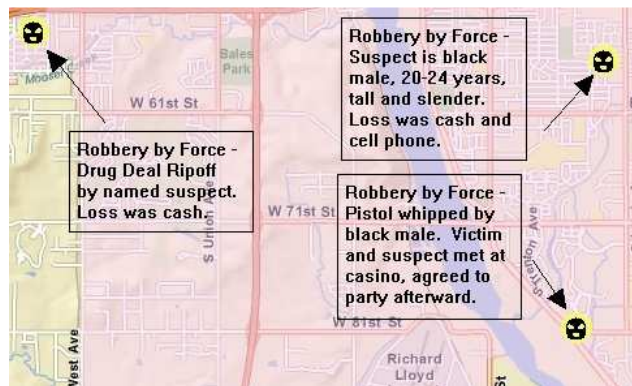 Bales
Park
W 61st St
Robbery by Force -
Drug Deal Ripoff
by named suspect.
Loss was cash.
Robbery by Force -
Suspect is black
male, 20-24 years,
tall and slender.
Loss was cash and
cell phone.
S Union Ave
W 71st St
Robbery by Force -
Pistol whipped by
black male. Victim
and suspect met at
casino, agreed to
party afterward.
Ave
W 81st St
West Ave
Richard
Lloyd
St